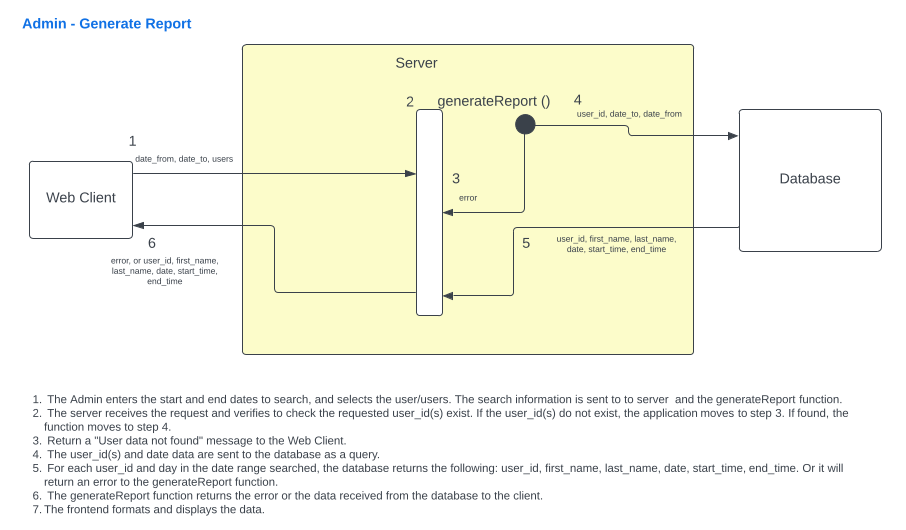 Admin - Generate Report
Server
2
generateReport ()
4
user_id, date_to, date_from
1
date_from, date_to, users
Web Client
3
error
Database
6
error, or user_id, first_name,
last_name, date, start_time,
end_time
5
user_id, first_name, last_name,
date, start_time, end_time
1. The Admin enters the start and end dates to search, and selects the user/users. The search information is sent to to server and the generateReport function.
2. The server receives the request and verifies to check the requested user_id(s) exist. If the user_id(s) do not exist, the application moves to step 3. If found, the
function moves to step 4.
3. Return a "User data not found" message to the Web Client.
4. The user_id(s) and date data are sent to the database as a query.
5. For each user_id and day in the date range searched, the database returns the following: user_id, first_name, last_name, date, start_time, end_time. Or it will
return an error to the generateReport function.
6. The generateReport function returns the error or the data received from the database to the client.
7. The frontend formats and displays the data.